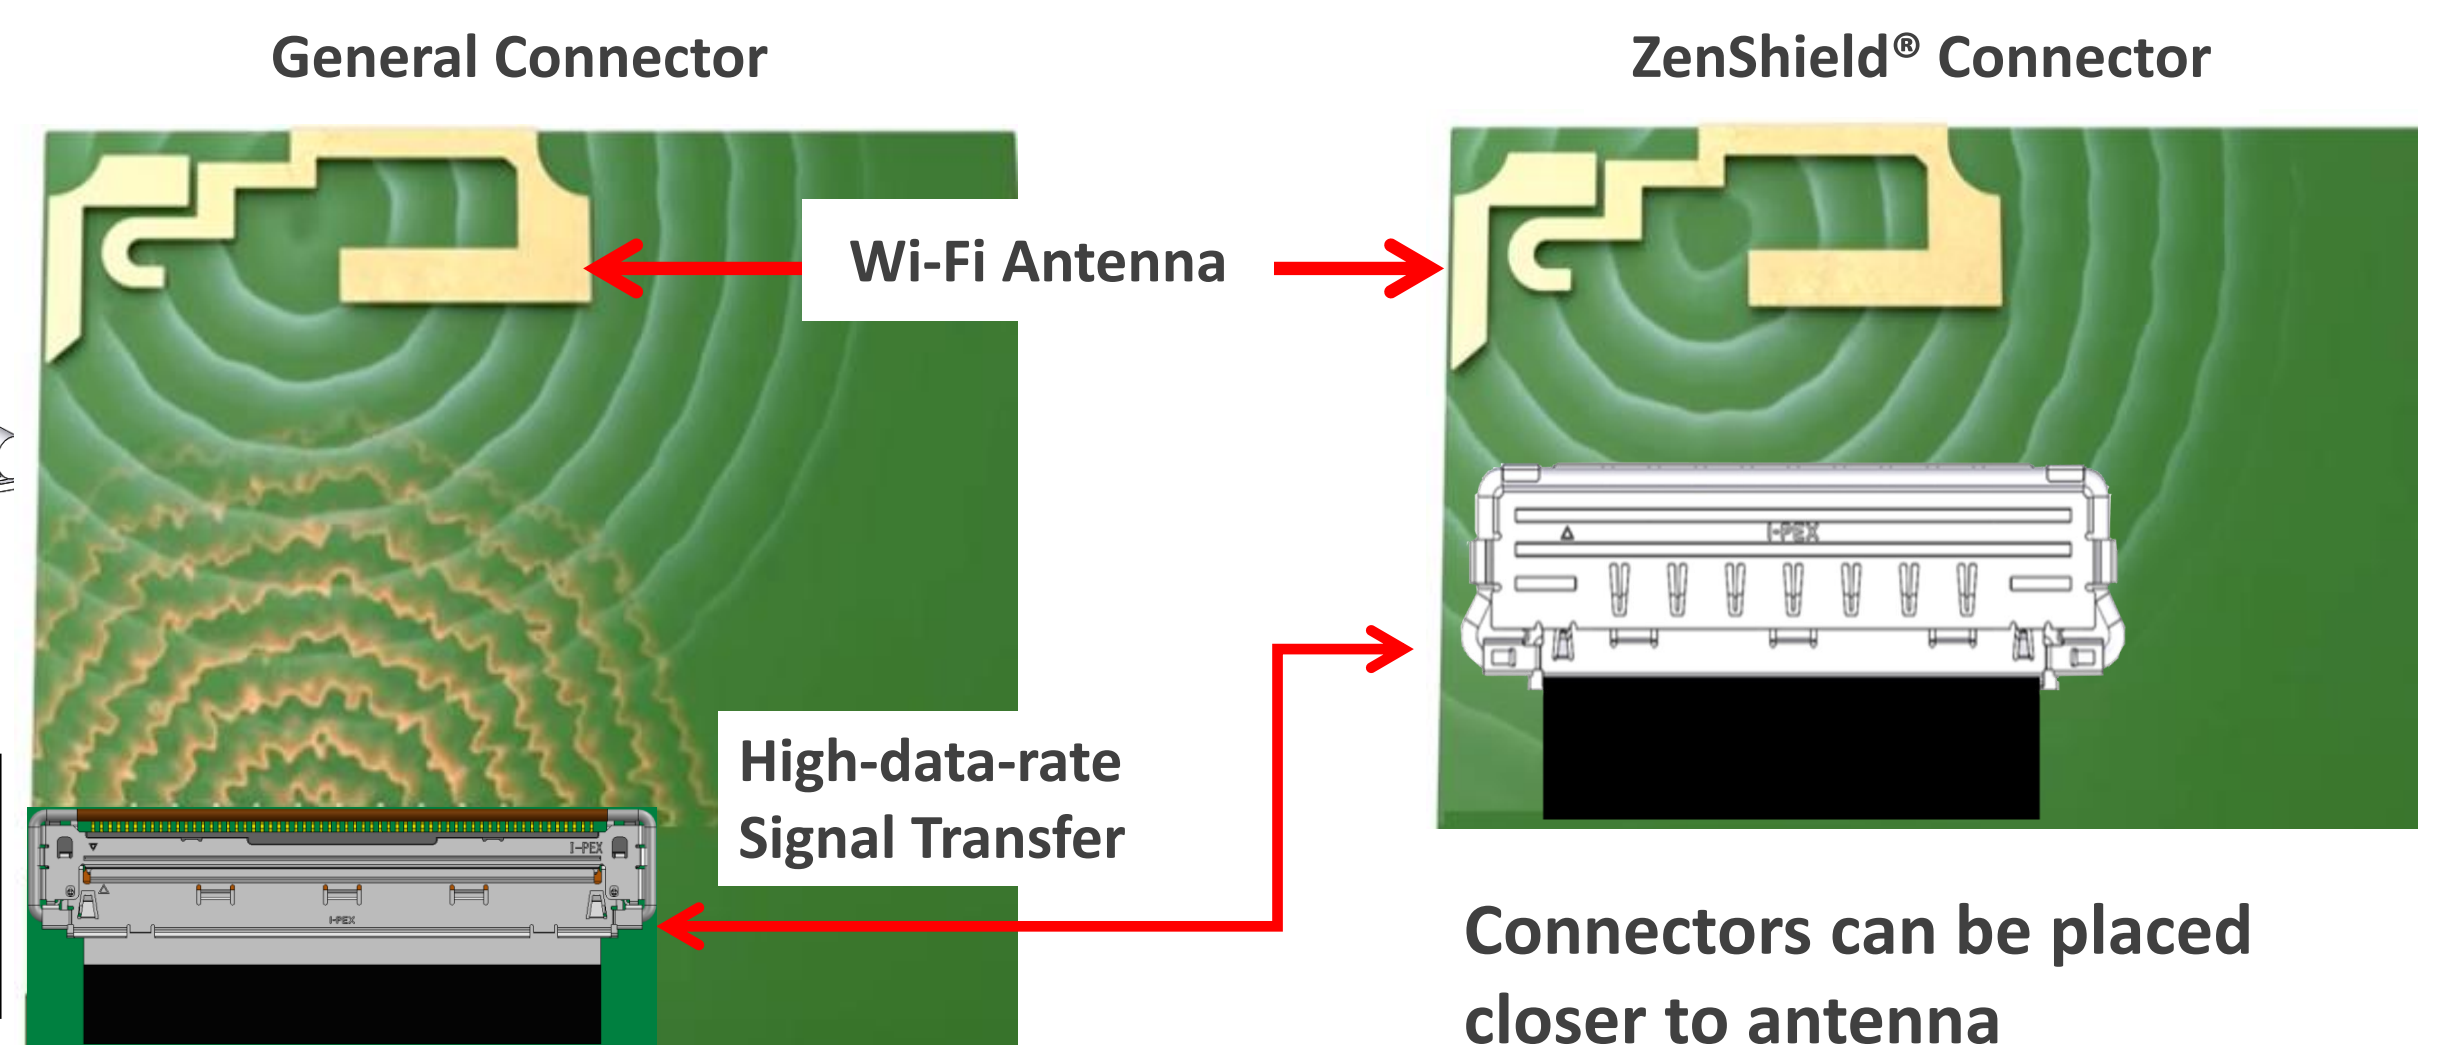 General Connector
ZenShield® Connector
Wi-Fi Antenna
I-PEX
High-data-rate
Signal Transfer
I-PEX
I-PEX
Connectors can be placed
closer to antenna